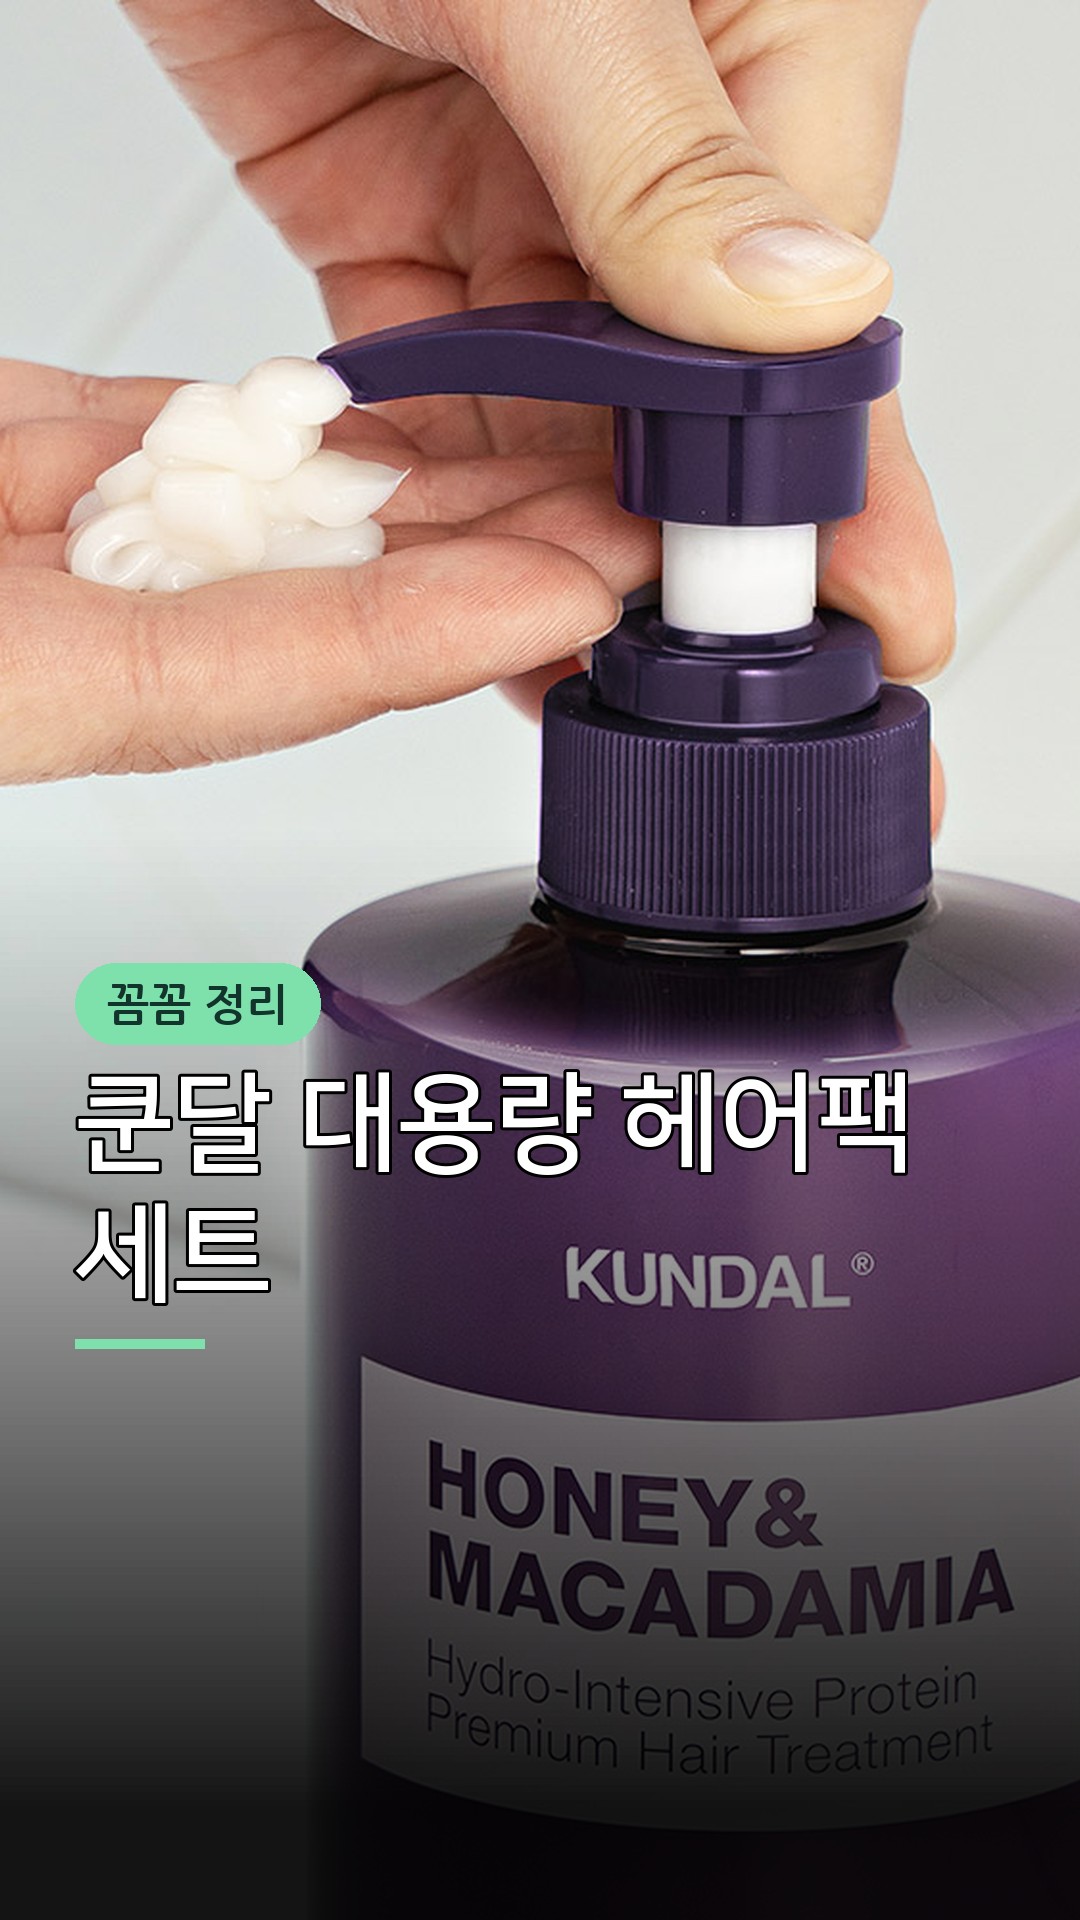 꼼꼼 정리
쿤달 대용량 헤어팩
세트
KUNDAL®
HONEY&
MACADAMIA
Hydro-Intensive Protein
Premium Hair Treatment